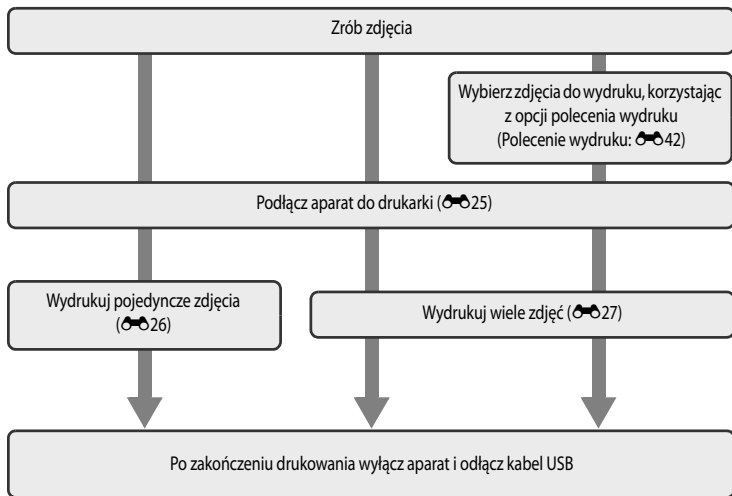 Zrób zdjęcia
Wybierz zdjęcia do wydruku, korzystając
z opcji polecenia wydruku
(Polecenie wydruku: 42)
Podłącz aparat do drukarki (25)
Wydrukuj pojedyncze zdjęcia
(26)
Wydrukuj wiele zdjęć (27)
Po zakończeniu drukowania wyłącz aparat i odłącz kabel USB